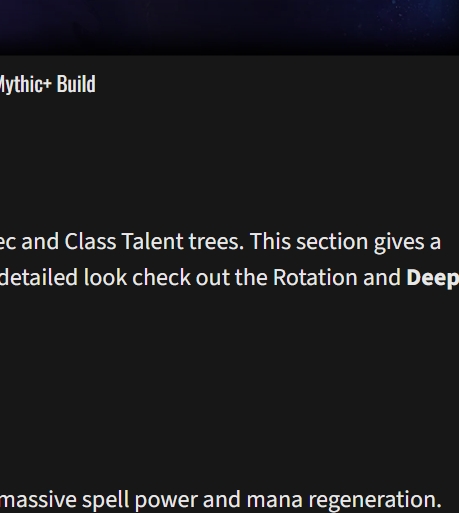 Mythic+ Build
ec and Class Talent trees. This section gives a
detailed look check out the Rotation and Deep
massive spell power and mana regeneration.